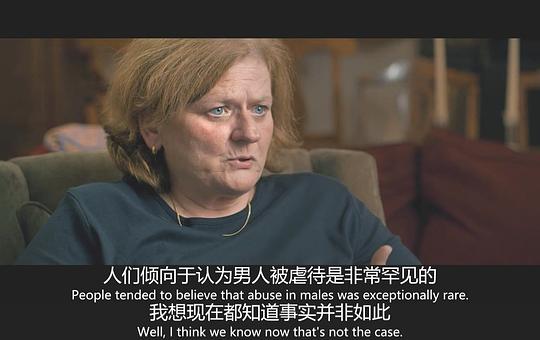 人们倾向于认为男人被虐待是非常罕见的
People tended to believe that abuse in males was exceptionally rare.
我想现在都知道事实并非如此
Well, I think we know now that's not the case.